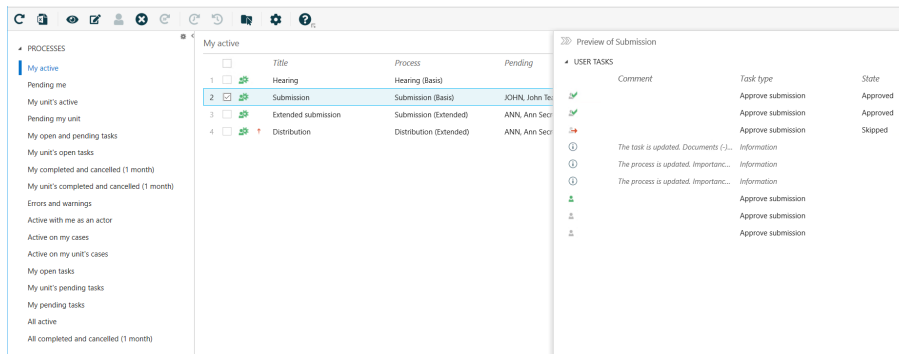 PROCESSES
My active
Pending me
My unit's active
Pending my unit
My open and pending tasks
My unit's open tasks
My completed and cancelled (1 month)
My unit's completed and cancelled (1 month)
Errors and warnings
Active with me as an actor
Active on my cases
Active on my unit's cases
My open tasks
My unit's pending tasks
My pending tasks
All active
All completed and cancelled (1 month)
My active
Title Process Pending
1 Hearing Hearing (Basis)
2 Submission Submission (Basis) JOHN, John Te
3 Extended submission Submission (Extended) ANN, Ann Secr
4 Distribution Distribution (Extended) ANN, Ann Secr
Preview of Submission
USER TASKS
Comment Task type State
Approve submission Approved
Approve submission Approved
Approve submission Skipped
The task is updated. Documents (-)... Information
The process is updated. Importanc... Information
The process is updated. Importanc... Information
Approve submission
Approve submission
Approve submission